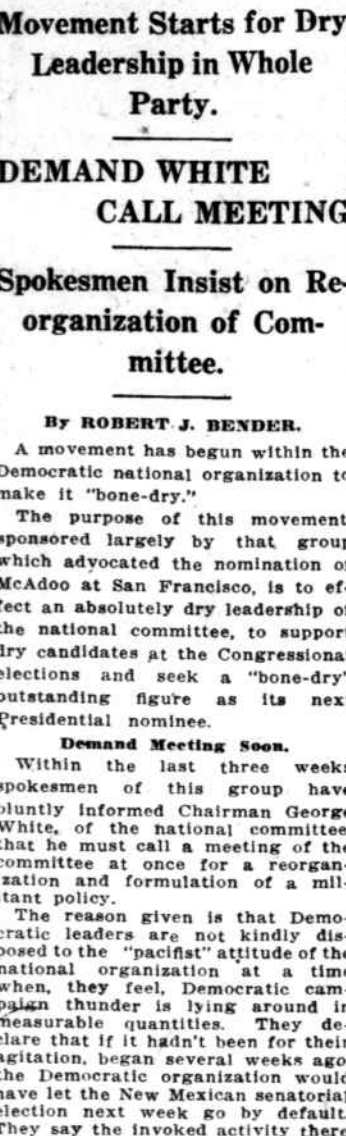 Movement Starts for Dry
Leadership in Whole
Party.
DEMAND WHITE
CALL MEETING
Spokesmen Insist on Re-
organization of Com-
mittee.
By ROBERT J. BENDER.
A movement has begun within the
Democratic national organization to
make it "bone-dry."
The purpose of this movement
sponsored largely by that group
which advocated the nomination of
McAdoo at San Francisco, is to ef-
fect an absolutely dry leadership of
the national committee, to support
dry candidates at the Congressional
elections and seek a "bone-dry"
outstanding figure as its next
Presidential nominee.
Demand Meeting Soon.
Within the last three weeks
spokesmen of this group have
bluntly informed Chairman George
White, of the national committee
that he must call a meeting of the
committee at once for a reorgan-
ization and formulation of a mil-
itant policy.
The reason given is that Demo-
cratic leaders are not kindly dis-
posed to the "pacifist" attitude of the
national organization at a time
when, they feel, Democratic cam-
paign thunder is lying around in
measurable quantities. They de-
clare that if it hadn't been for their
agitation, began several weeks ago
the Democratic organization would
have let the New Mexican senatorial
election next week go by default.
They say the invoked activity there